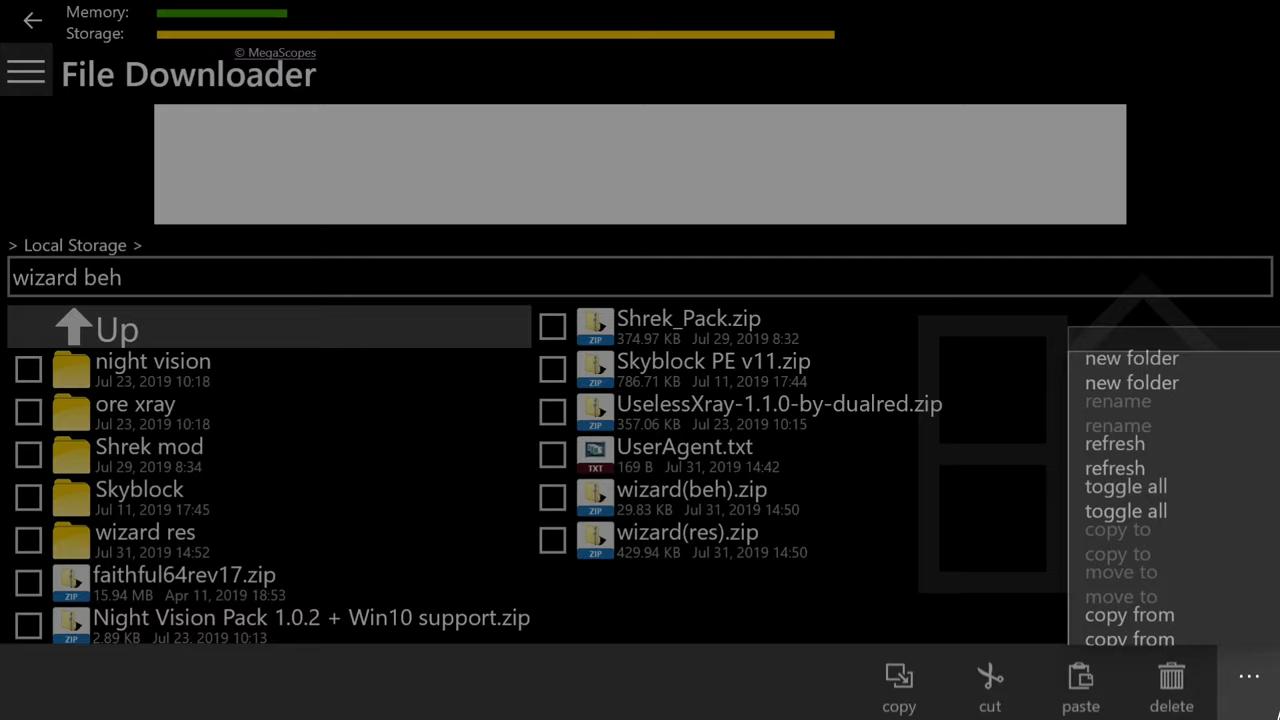 Memory:
Storage:
© MegaScopes
File Downloader
> Local Storage >
wizard beh
Up
night vision
Jul 23, 2019 10:18
ore xray
Jul 23, 2019 10:18
Shrek mod
Jul 29, 2019 8:34
Skyblock
Jul 11, 2019 17:45
wizard res
Jul 31, 2019 14:52
ZIP
faithful64rev17.zip
15.94 MB Apr 11, 2019 18:53
ZIP
Night Vision Pack 1.0.2 + Win10 support.zip
2.89 KB Jul 23, 2019 10:13
ZIP
Shrek_Pack.zip
374.97 KB Jul 29, 2019 8:32
ZIP
Skyblock PE v11.zip
786.71 KB Jul 11, 2019 17:44
ZIP
UselessXray-1.1.0-by-dualred.zip
357.06 KB Jul 23, 2019 10:15
TXT
UserAgent.txt
169 B Jul 31, 2019 14:42
ZIP
wizard(beh).zip
29.83 KB Jul 31, 2019 14:50
ZIP
wizard(res).zip
429.94 KB Jul 31, 2019 14:50
new folder
new folder
rename
rename
refresh
refresh
toggle all
toggle all
copy to
copy to
move to
move to
copy from
copy from
copy
cut
paste
delete